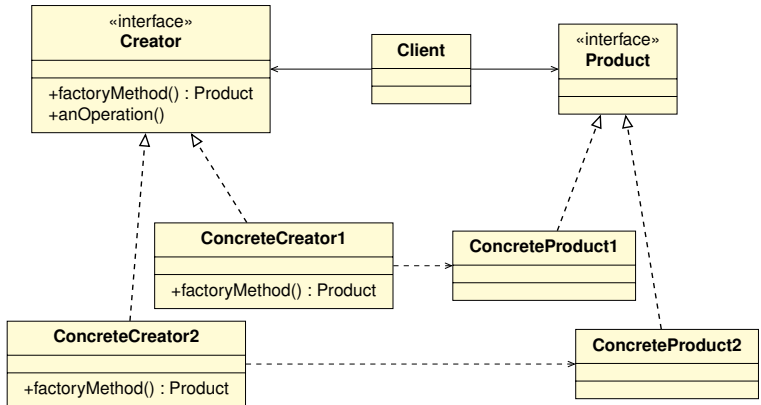 «interface»
Creator
+factoryMethod() : Product
+anOperation()
Client
«interface»
Product
ConcreteCreator1
+factoryMethod() : Product
ConcreteProduct1
ConcreteCreator2
+factoryMethod() : Product
ConcreteProduct2